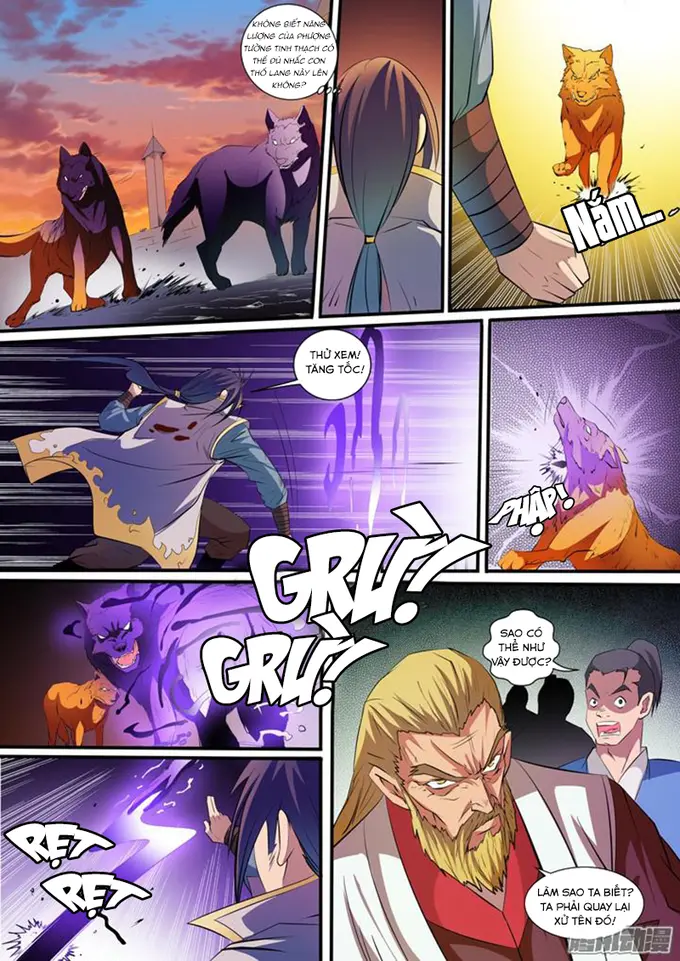 KHÔNG BIẾT NĂNG
LƯỢNG CỦA PHƯƠNG
TƯỜNG TINH THẠCH CÓ
THỂ ĐỦ NHẤC CON
THỔ LANG NÀY LÊN
KHÔNG?
NẮM...
THỬ XEM!
TĂNG TỐC!
PHẬP!
GRỪ!!
GRỪ!!
SAO CÓ
THỂ NHƯ
VẬY ĐƯỢC?
RẸT
RẸT
LÀM SAO TA BIẾT?
TA PHẢI QUAY LẠI
XỬ TÊN ĐÓ!